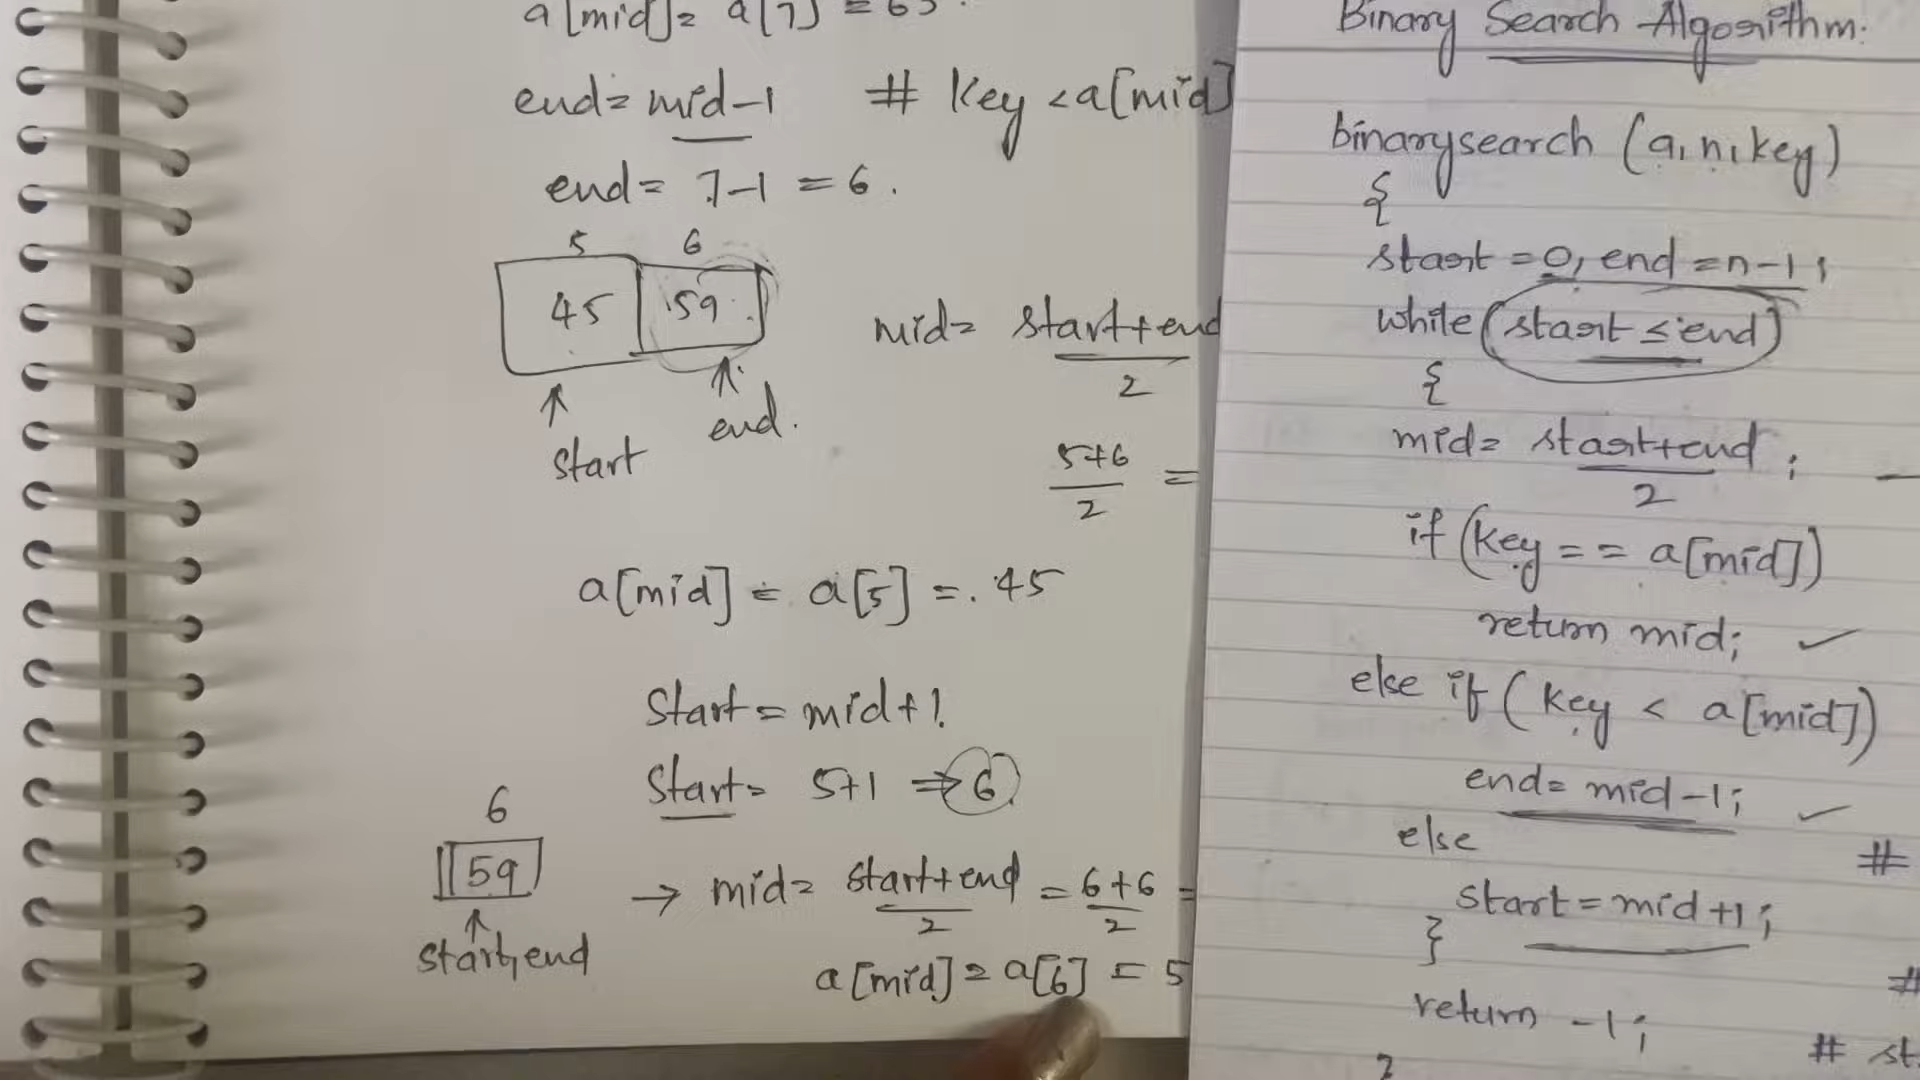 a[mid]= a[7] = 63.
end= mid-1 # key <a[mid]
end= 7-1 = 6.
5 6
45 59
start
end.
mid= start+end
2
5+6 =
2
a[mid] = a[5] = 45
Start = mid+1.
Start= 5+1 ⇒ 6.
6
59
start,end
→ mid= start+end = 6+6 =
2 2
a[mid] = a[6] = 5
Binary Search Algorithm:
binarysearch (a,n,key)
{
start =0, end =n-1;
while (start ≤ end)
{
mid= start+end ;
2
if (key == a[mid])
return mid; ✓
else if (key < a[mid])
end= mid-1; ✓
else
#
start = mid+1;
}
#
return -1;
# st
}